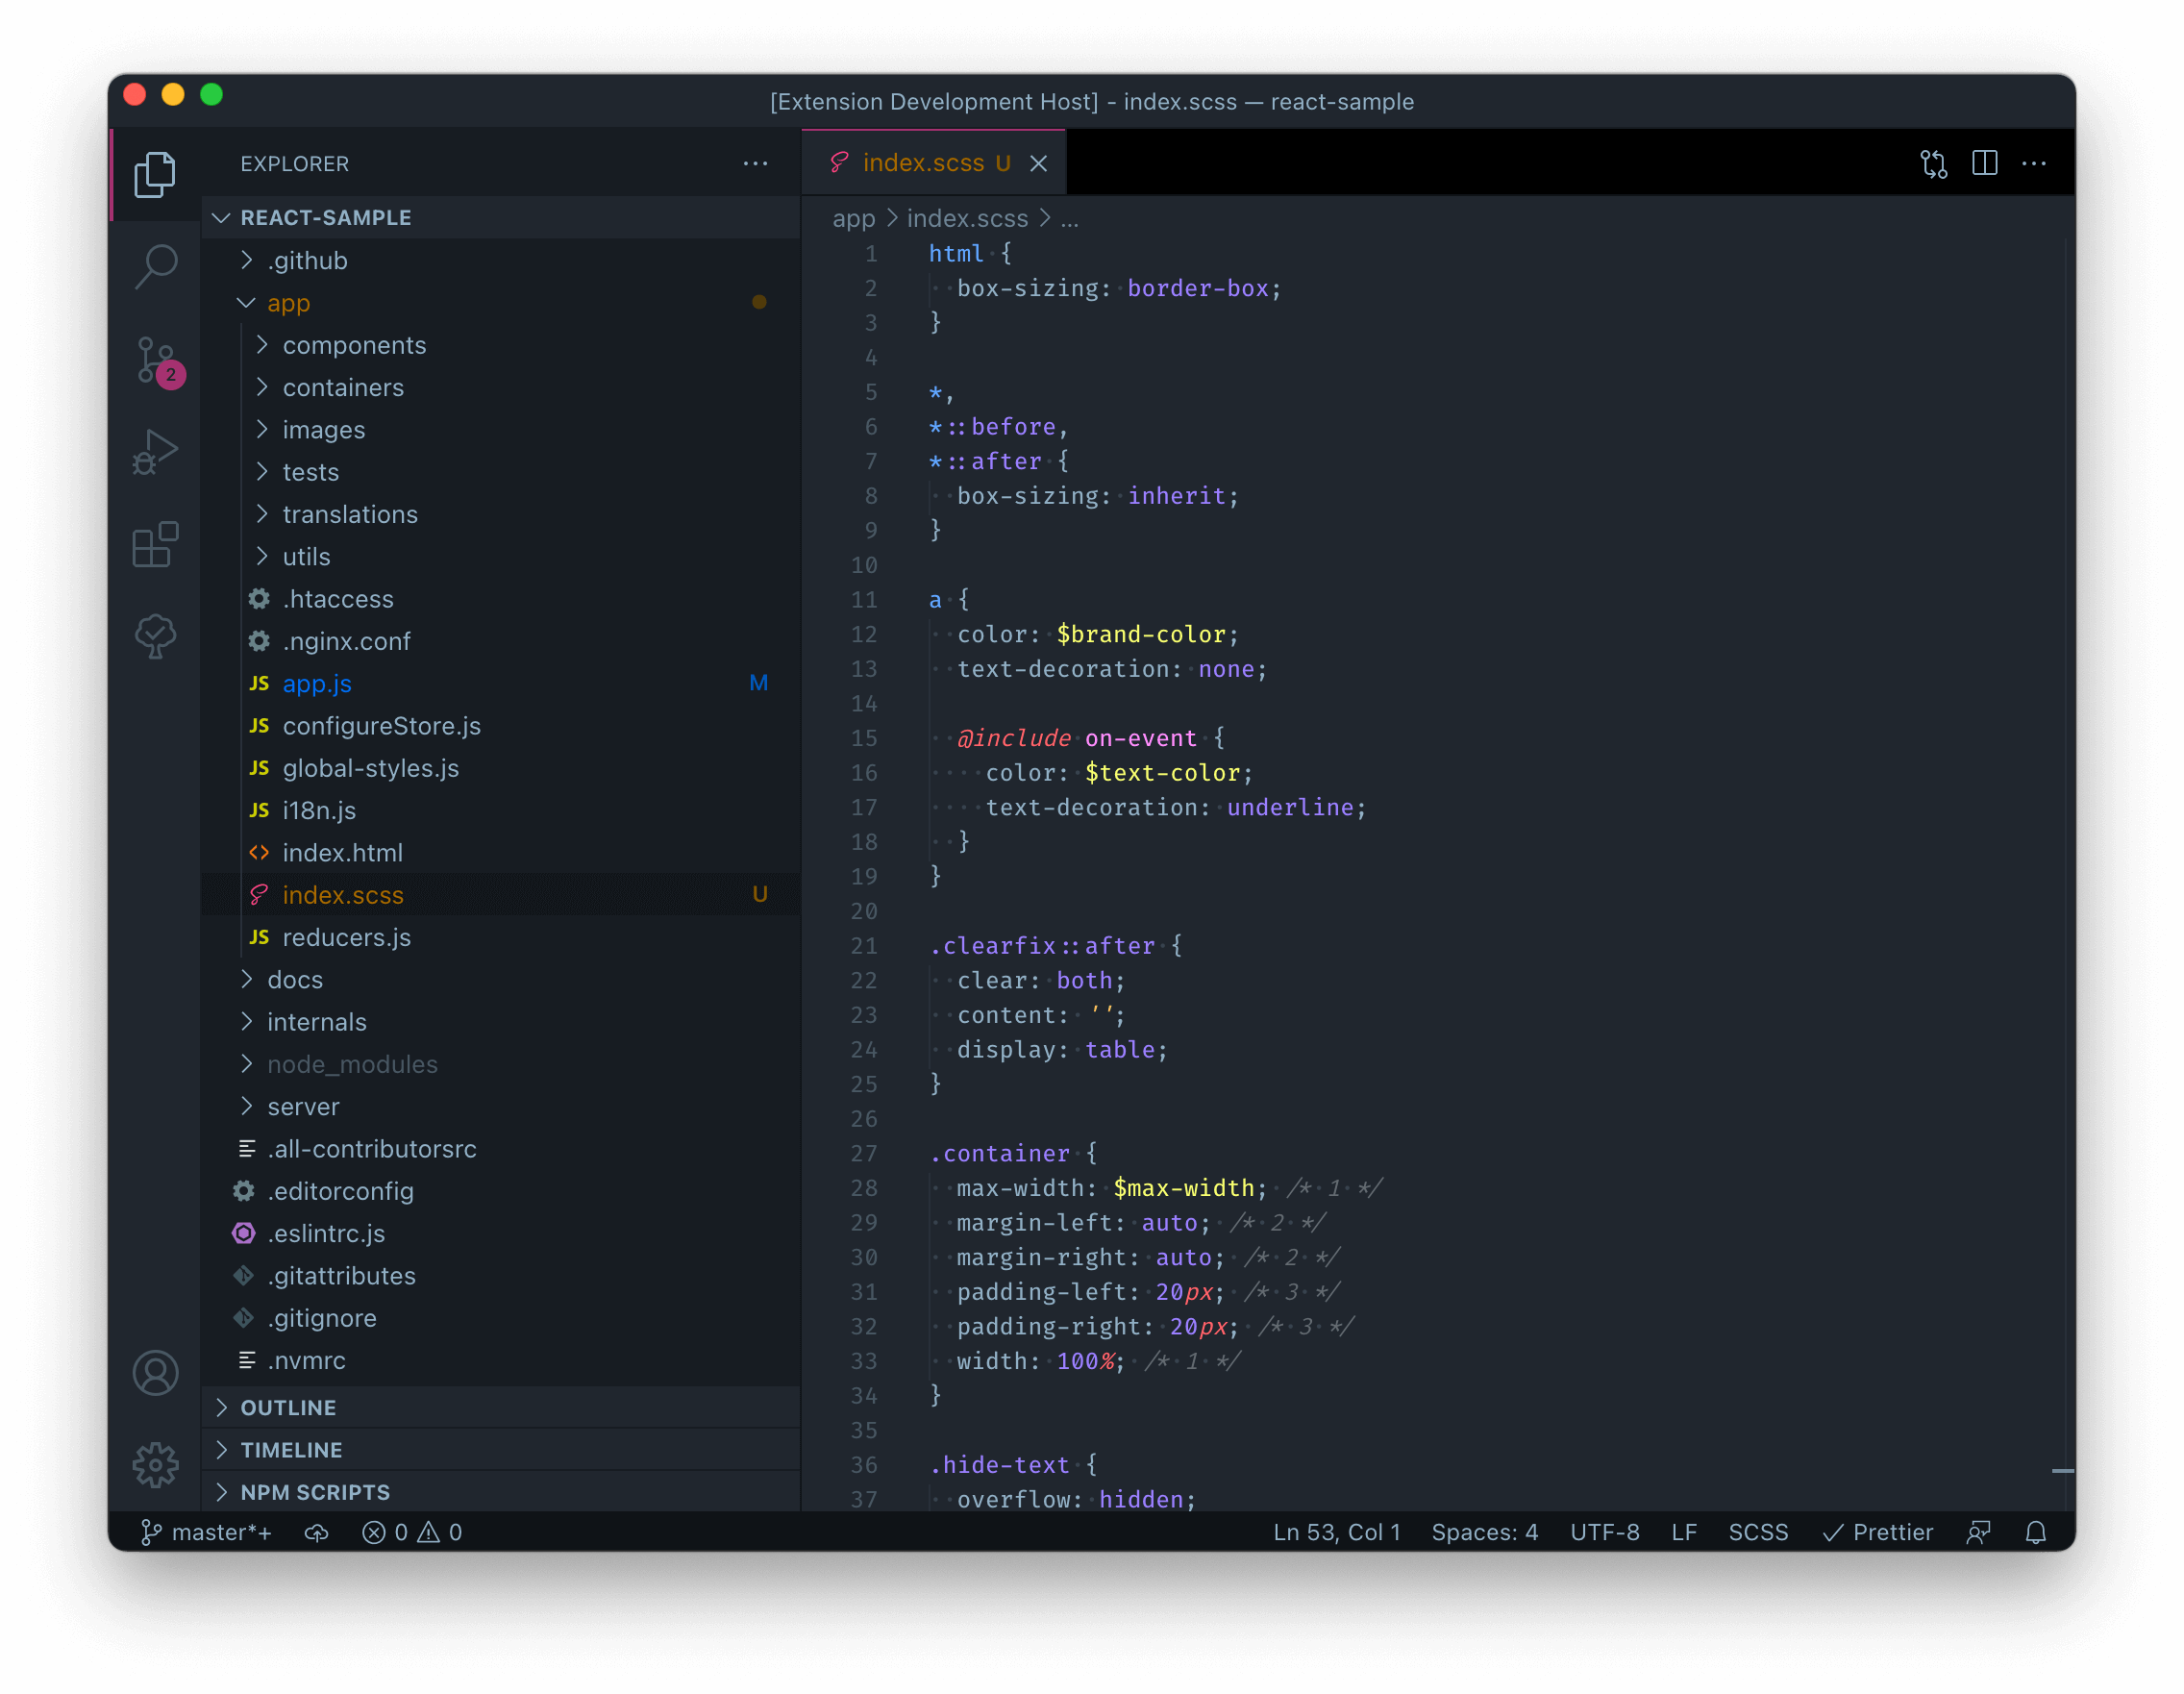 [Extension Development Host] - index.scss — react-sample
EXPLORER
REACT-SAMPLE
.github
app
components
containers
images
tests
translations
utils
.htaccess
.nginx.conf
JS app.js M
JS configureStore.js
JS global-styles.js
JS i18n.js
<> index.html
index.scss U
JS reducers.js
docs
internals
node_modules
server
.all-contributorsrc
.editorconfig
.eslintrc.js
.gitattributes
.gitignore
.nvmrc
OUTLINE
TIMELINE
NPM SCRIPTS
2
index.scss U
app > index.scss > ...
1 html {
2   box-sizing: border-box;
3 }
4
5 *,
6 *::before,
7 *::after {
8   box-sizing: inherit;
9 }
10
11 a {
12   color: $brand-color;
13   text-decoration: none;
14
15   @include on-event {
16     color: $text-color;
17     text-decoration: underline;
18   }
19 }
20
21 .clearfix::after {
22   clear: both;
23   content: '';
24   display: table;
25 }
26
27 .container {
28   max-width: $max-width; /* 1 */
29   margin-left: auto; /* 2 */
30   margin-right: auto; /* 2 */
31   padding-left: 20px; /* 3 */
32   padding-right: 20px; /* 3 */
33   width: 100%; /* 1 */
34 }
35
36 .hide-text {
37   overflow: hidden;
master*+ 0 0 Ln 53, Col 1 Spaces: 4 UTF-8 LF SCSS Prettier